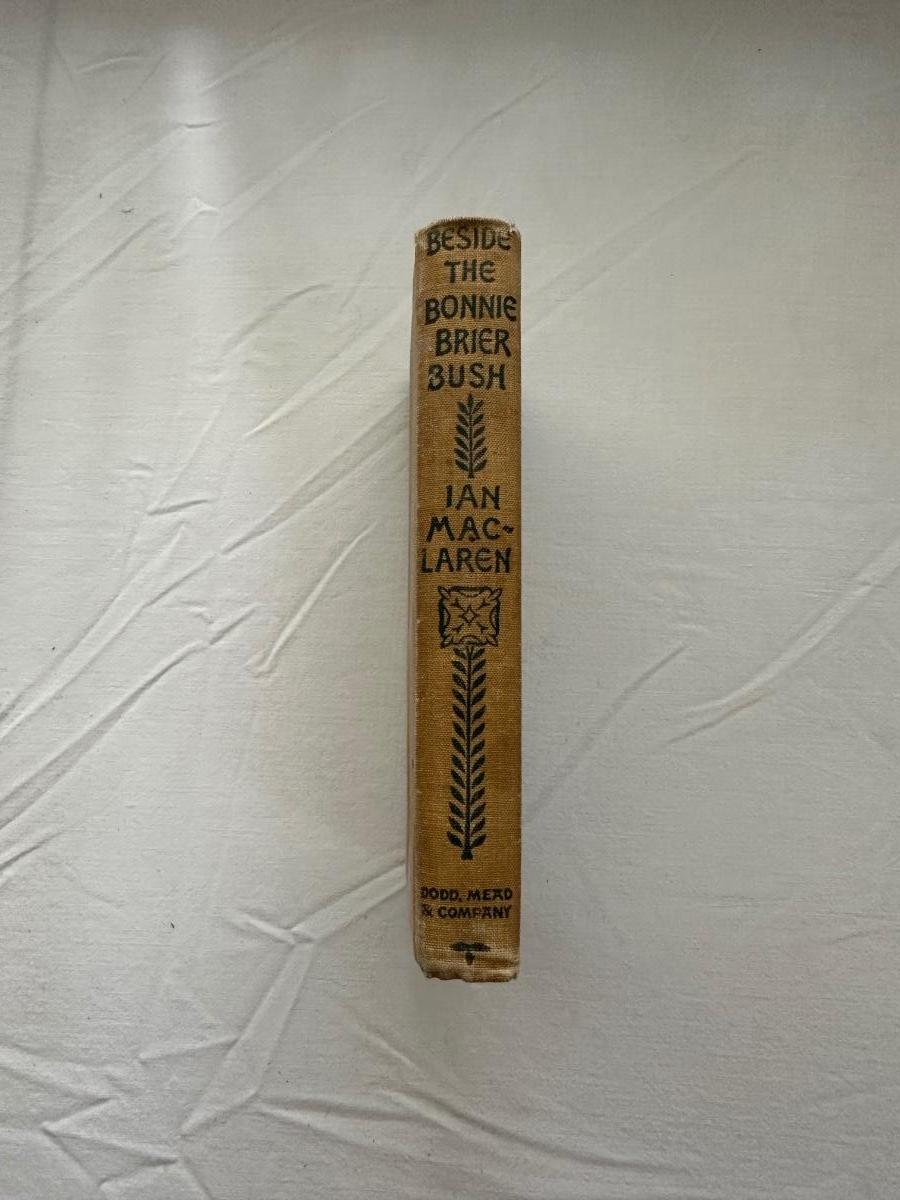 BESIDE
THE
BONNIE
BRIER
BUSH
IAN
MAC-
LAREN
DODD, MEAD
& COMPANY